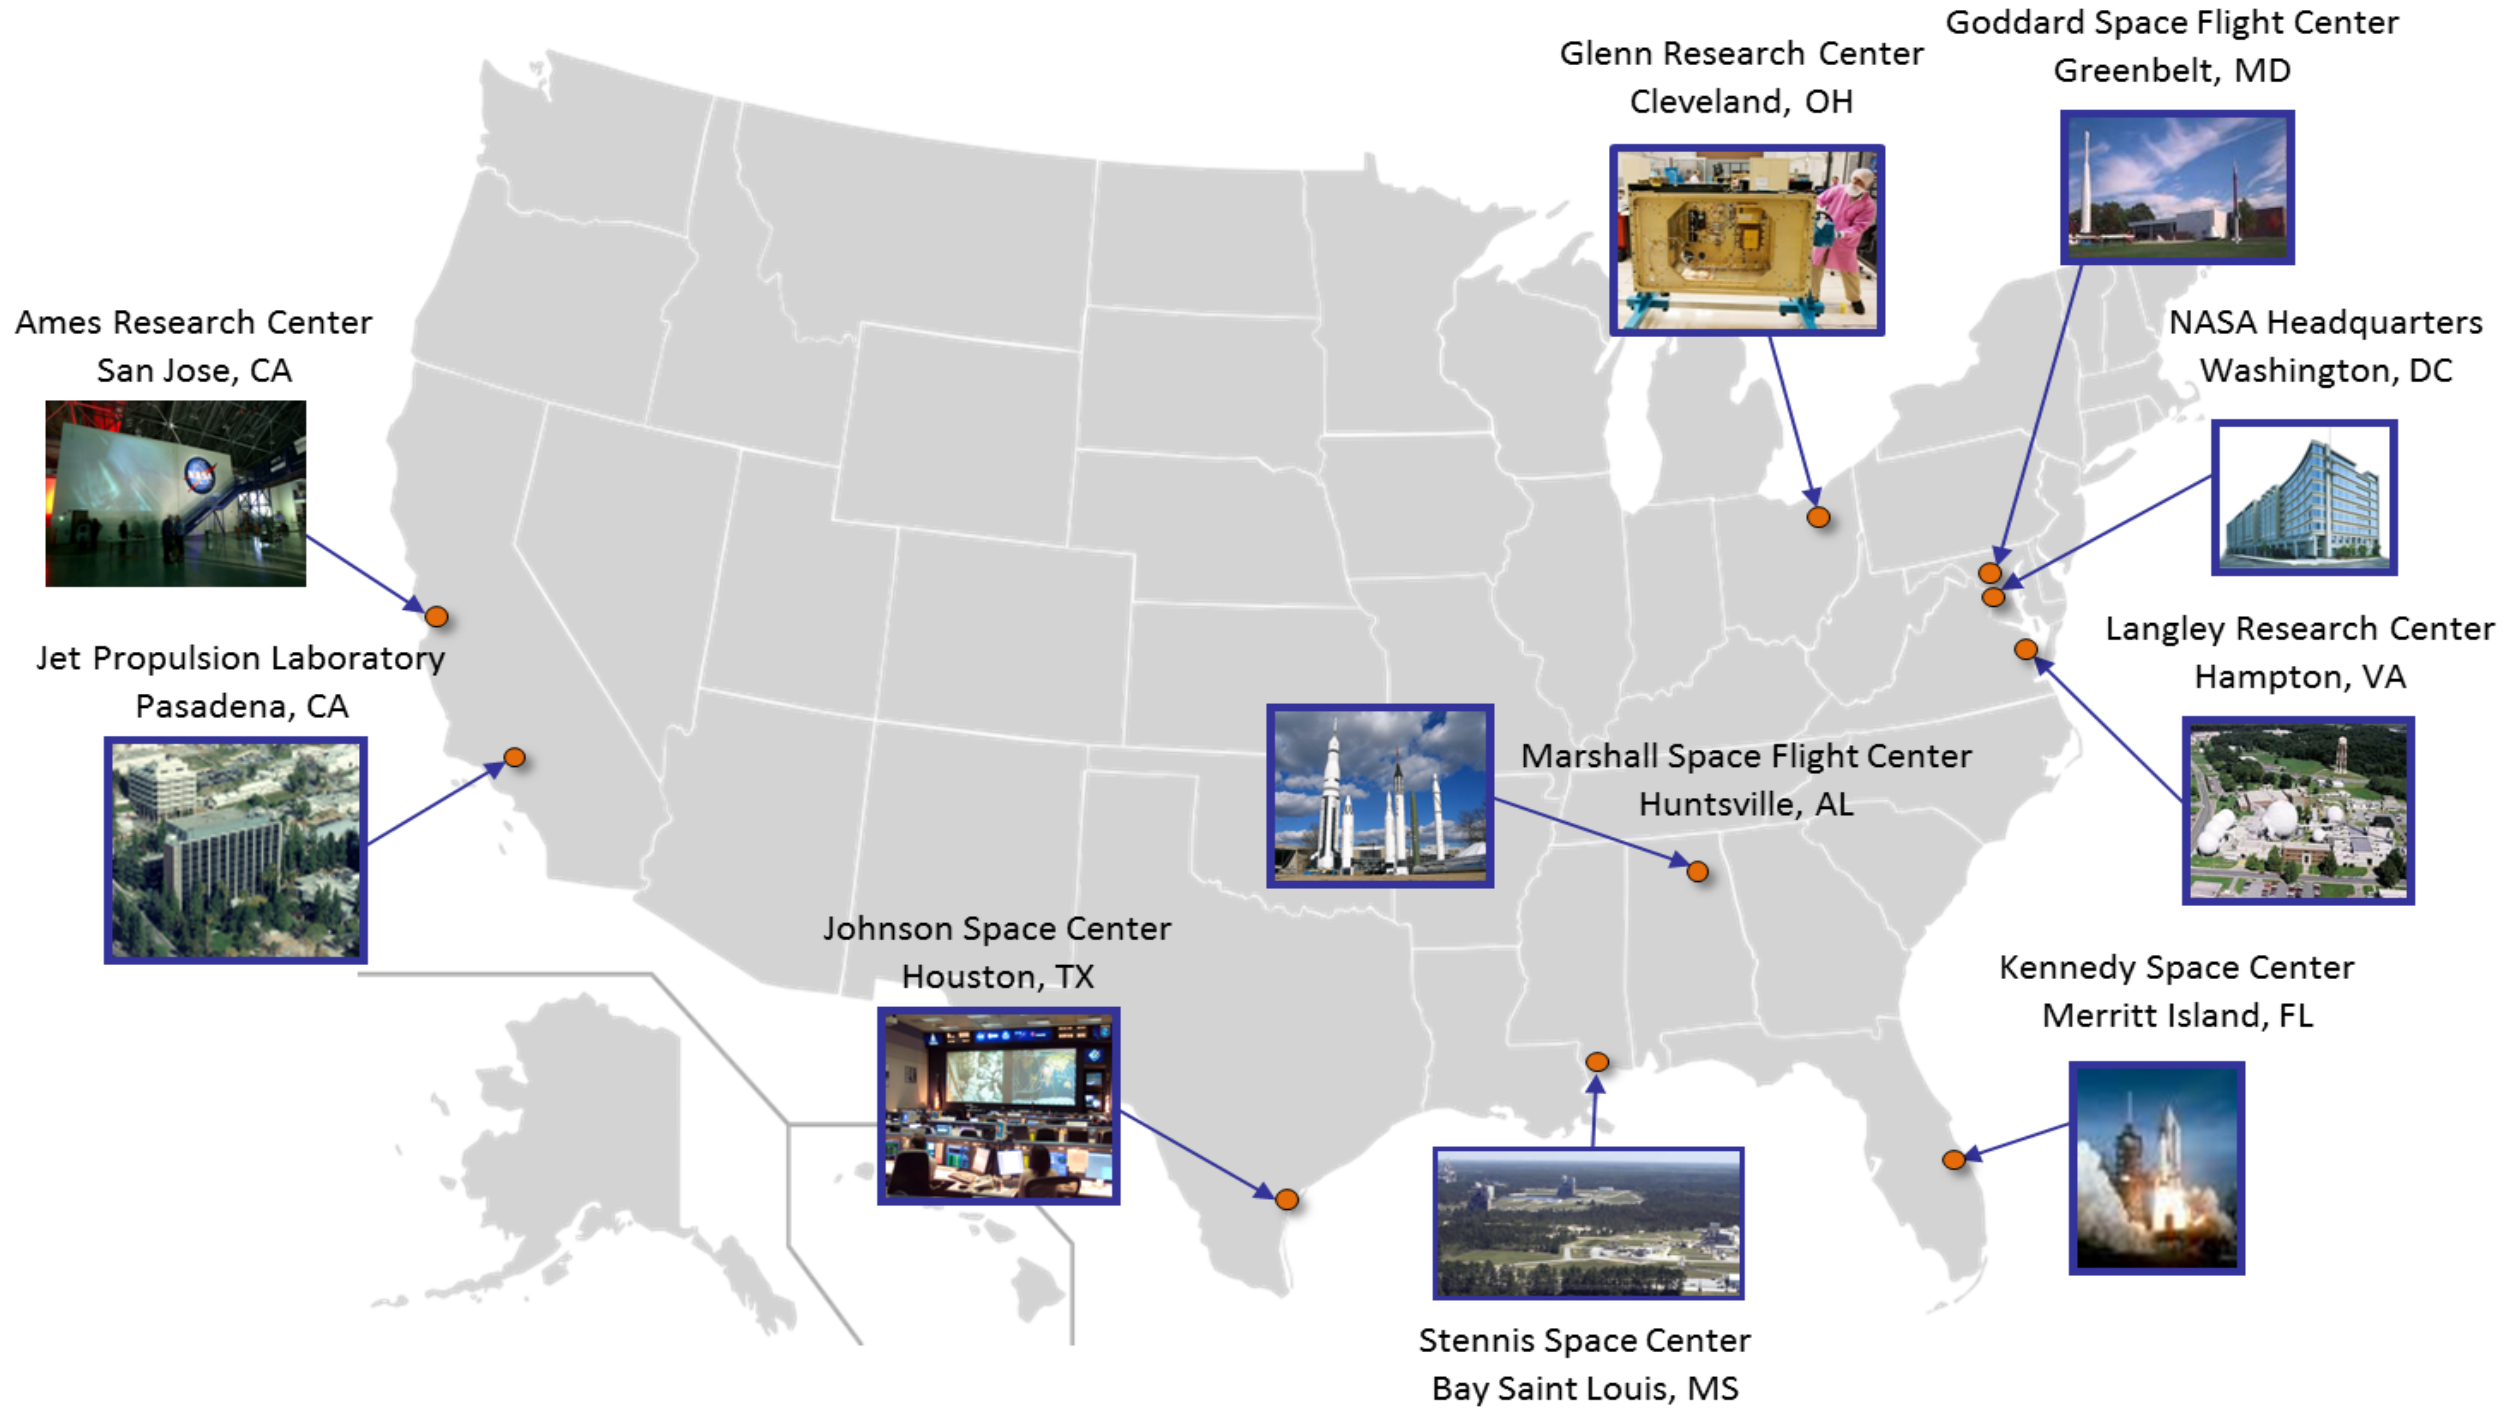 Goddard Space Flight Center
Greenbelt, MD
Glenn Research Center
Cleveland, OH
Ames Research Center
San Jose, CA
NASA
NASA Headquarters
Washington, DC
Jet Propulsion Laboratory
Pasadena, CA
Langley Research Center
Hampton, VA
Marshall Space Flight Center
Huntsville, AL
Johnson Space Center
Houston, TX
Kennedy Space Center
Merritt Island, FL
Stennis Space Center
Bay Saint Louis, MS